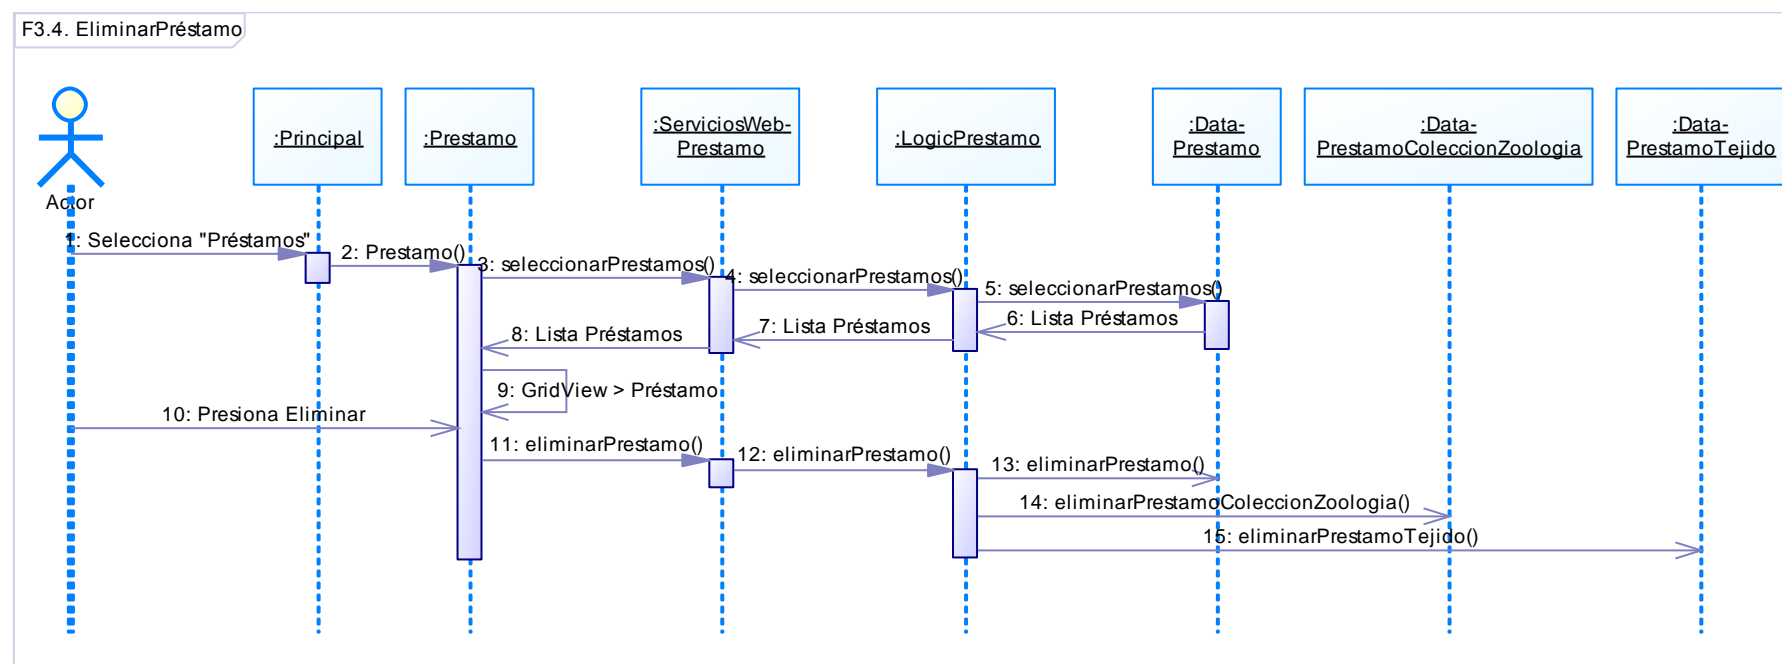 F3.4. EliminarPréstamo
:Principal
:Prestamo
:ServiciosWeb-
Prestamo
:LogicPrestamo
:Data-
Prestamo
:Data-
PrestamoColeccionZoologia
:Data-
PrestamoTejido
Actor
1: Selecciona "Préstamos"
2: Prestamo()
3: seleccionarPrestamos()
4: seleccionarPrestamos()
5: seleccionarPrestamos()
6: Lista Préstamos
7: Lista Préstamos
8: Lista Préstamos
9: GridView > Préstamo
10: Presiona Eliminar
11: eliminarPrestamo()
12: eliminarPrestamo()
13: eliminarPrestamo()
14: eliminarPrestamoColeccionZoologia()
15: eliminarPrestamoTejido()